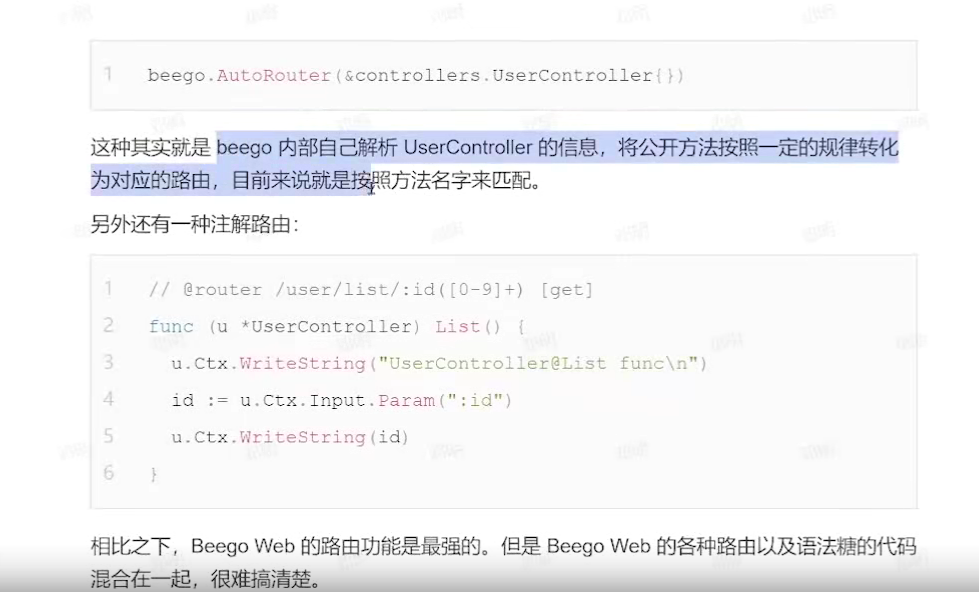 1 beego.AutoRouter(&controllers.UserController{})
这种其实就是 beego 内部自己解析 UserController 的信息，将公开方法按照一定的规律转化
为对应的路由，目前来说就是按照方法名字来匹配。
另外还有一种注解路由：
1 // @router /user/list/:id([0-9]+) [get]
2 func (u *UserController) List() {
3 u.Ctx.WriteString("UserController@List func\n")
4 id := u.Ctx.Input.Param(":id")
5 u.Ctx.WriteString(id)
6 }
相比之下，Beego Web 的路由功能是最强的。但是 Beego Web 的各种路由以及语法糖的代码
混合在一起，很难搞清楚。